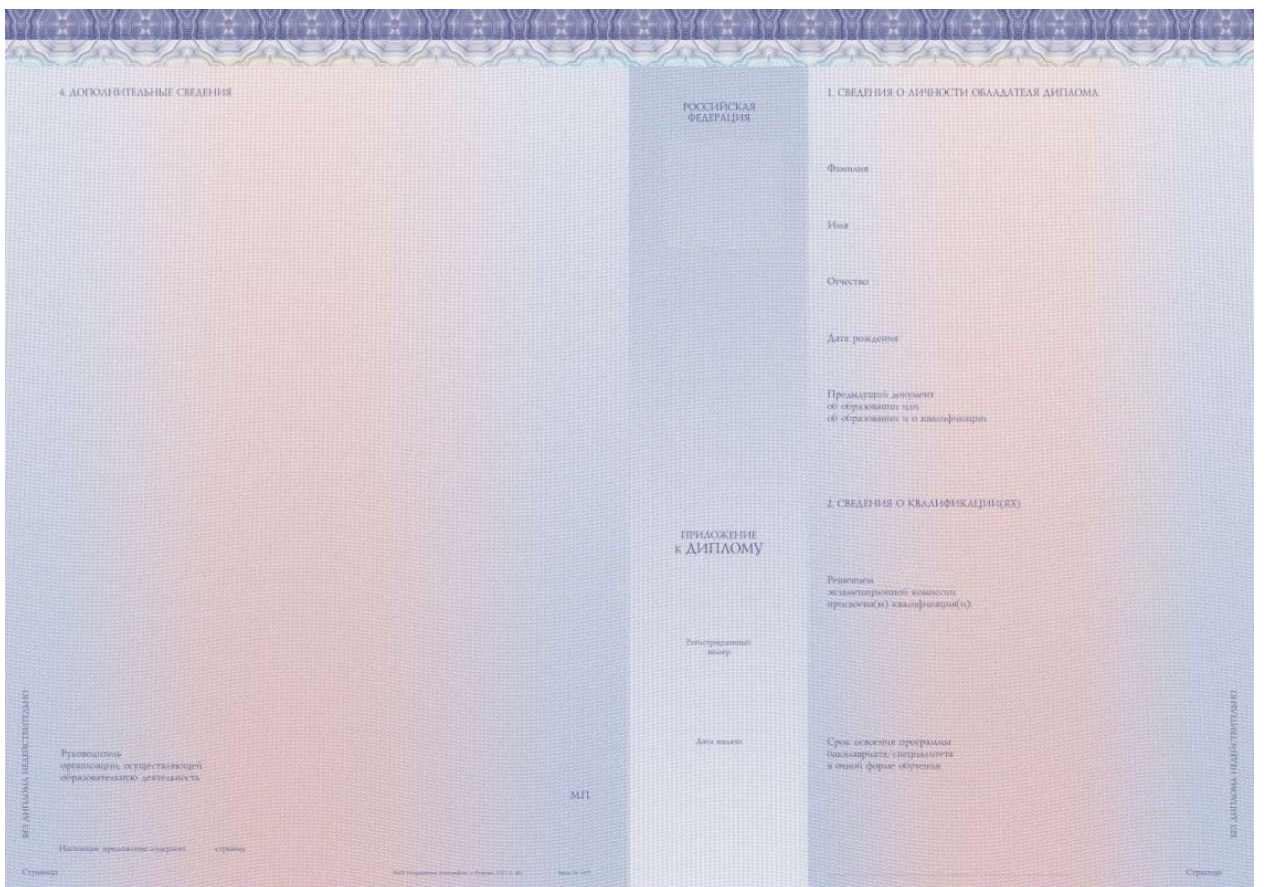 4. ДОПОЛНИТЕЛЬНЫЕ СВЕДЕНИЯ
Руководитель
организации, осуществляющей
образовательную деятельность
М.П.
Настоящее приложение содержит страниц
Страница
БЕЗ ДИПЛОМА НЕДЕЙСТВИТЕЛЬНО
РОССИЙСКАЯ
ФЕДЕРАЦИЯ
ПРИЛОЖЕНИЕ
к ДИПЛОМУ
Регистрационный
номер
Дата выдачи
1. СВЕДЕНИЯ О ЛИЧНОСТИ ОБЛАДАТЕЛЯ ДИПЛОМА
Фамилия
Имя
Отчество
Дата рождения
Предыдущий документ
об образовании или
об образовании и о квалификации
2. СВЕДЕНИЯ О КВАЛИФИКАЦИИ(ЯХ)
Решением
экзаменационной комиссии
присвоена(ы) квалификация(и):
Срок освоения программы
бакалавриата/специалитета
в очной форме обучения
Страница
БЕЗ ДИПЛОМА НЕДЕЙСТВИТЕЛЬНО